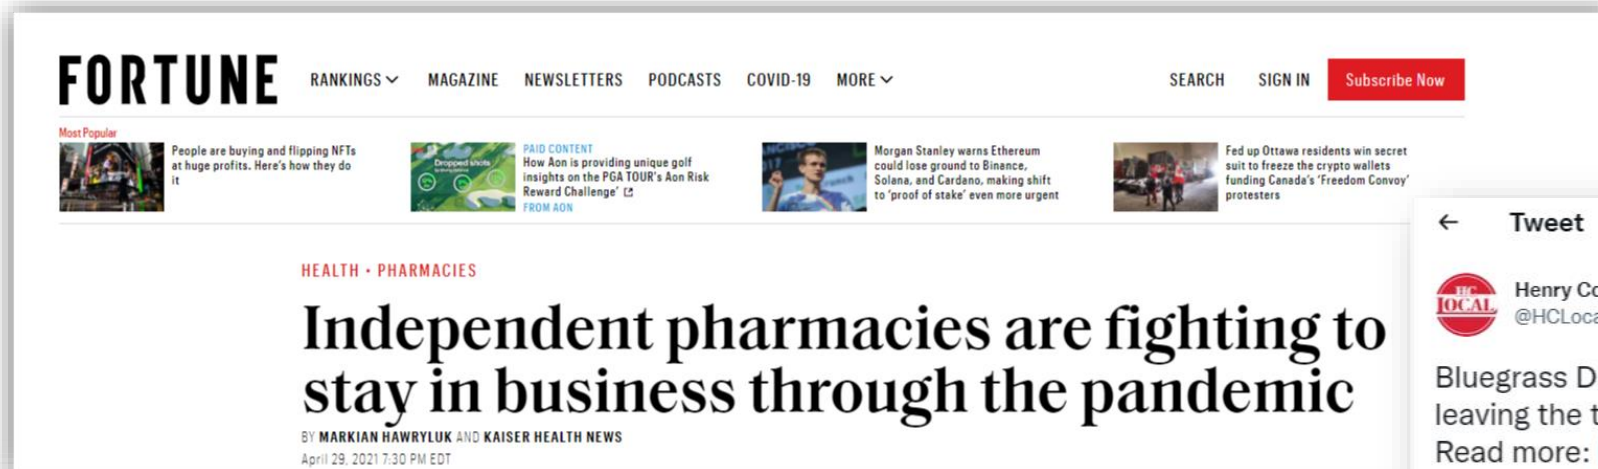 FORTUNE RANKINGS MAGAZINE NEWSLETTERS PODCASTS COVID-19 MORE SEARCH SIGN IN Subscribe Now
Most Popular
People are buying and flipping NFTs
at huge profits. Here's how they do
it
Dropped shots
PAID CONTENT
How Aon is providing unique golf
insights on the PGA TOUR's Aon Risk
Reward Challenge'
FROM AON
Morgan Stanley warns Ethereum
could lose ground to Binance,
Solana, and Cardano, making shift
to 'proof of stake' even more urgent
Fed up Ottawa residents win secret
suit to freeze the crypto wallets
funding Canada's 'Freedom Convoy'
protesters
HEALTH • PHARMACIES
Independent pharmacies are fighting to
stay in business through the pandemic
BY MARKIAN HAWRYLUK AND KAISER HEALTH NEWS
April 29, 2021 7:30 PM EDT
← Tweet
HC
LOCAL
Henry Co
@HCLoca
Bluegrass D
leaving the t
Read more: